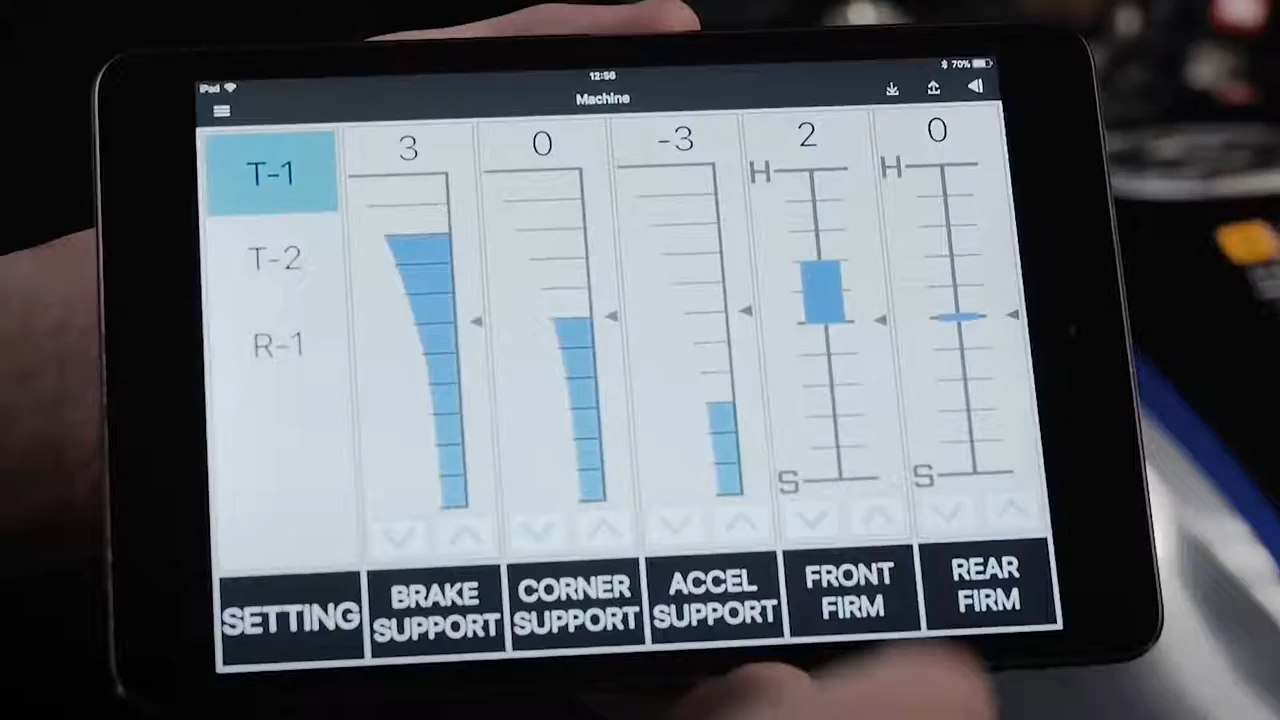 iPad
12:56
70%
Machine
T-1
T-2
R-1
3
0
-3
2
0
H
H
S
S
SETTING
BRAKE
SUPPORT
CORNER
SUPPORT
ACCEL
SUPPORT
FRONT
FIRM
REAR
FIRM